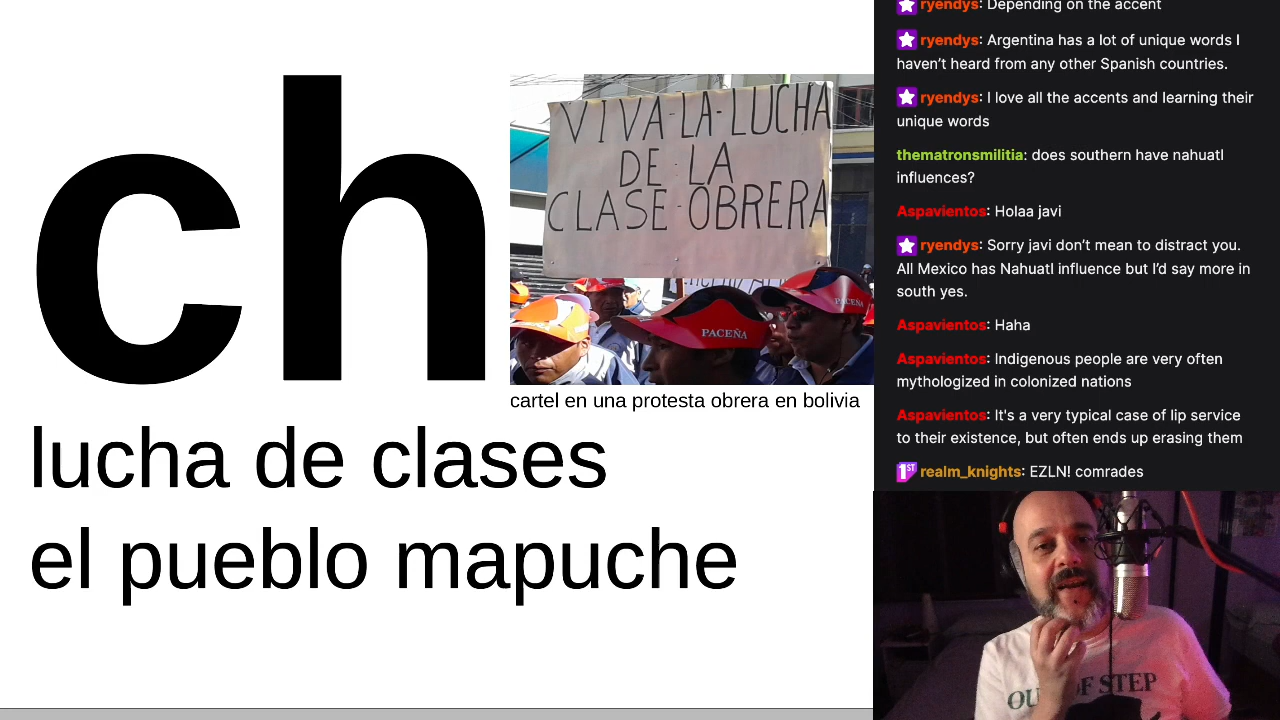 ch
VIVA-LA-LUCHA
DE-LA
CLASE-OBRERA
PACEÑA
PACEÑA
cartel en una protesta obrera en bolivia
lucha de clases
el pueblo mapuche
ryendys: Depending on the accent
ryendys: Argentina has a lot of unique words I
haven’t heard from any other Spanish countries.
ryendys: I love all the accents and learning their
unique words
thematronsmilitia: does southern have nahuatl
influences?
Aspavientos: Holaa javi
ryendys: Sorry javi don’t mean to distract you.
All Mexico has Nahuatl influence but I’d say more in
south yes.
Aspavientos: Haha
Aspavientos: Indigenous people are very often
mythologized in colonized nations
Aspavientos: It's a very typical case of lip service
to their existence, but often ends up erasing them
1ST realm_knights: EZLN! comrades
OF STEP